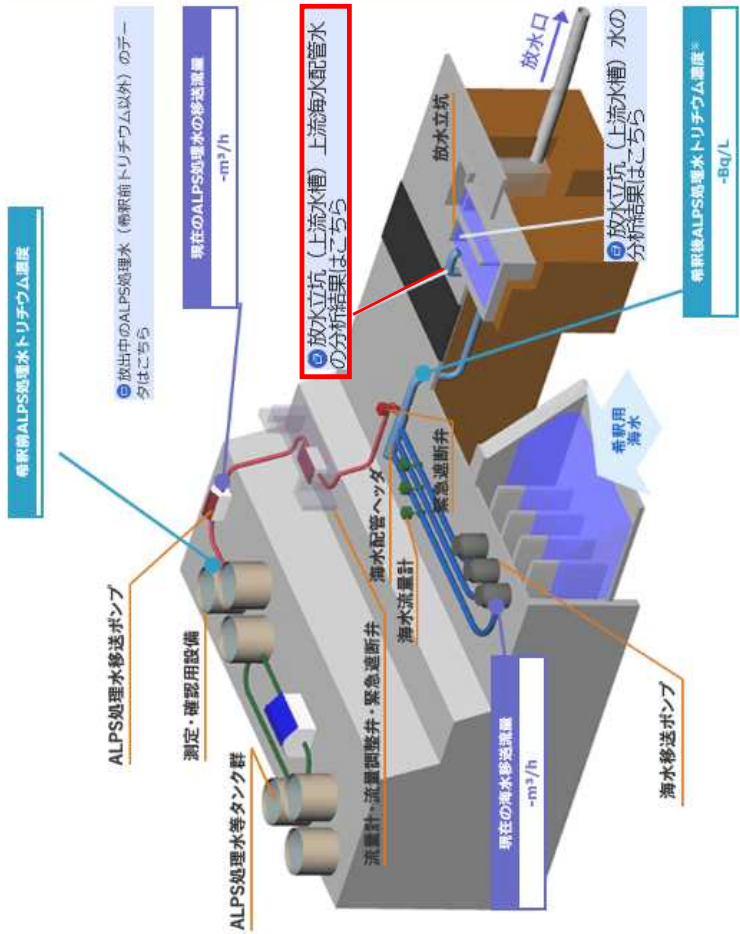 希釈前ALPS処理水トリチウム濃度
放出中のALPS処理水（希釈前トリチウム以外）のデー
タはこちら
現在のALPS処理水の移送流量
-m³/h
放水立坑（上流水槽）上流海水配管水
の分析結果はこちら
放水口
放水立坑
放水立坑（上流水槽）水の
分析結果はこちら
希釈後ALPS処理水トリチウム濃度※
-Bq/L
ALPS処理水移送ポンプ
測定・確認用設備
ALPS処理水等タンク群
流量計・流量調整弁・緊急遮断弁
海水配管ヘッダ
海水流量計
緊急遮断弁
希釈用
海水
現在の海水移送流量
-m³/h
海水移送ポンプ